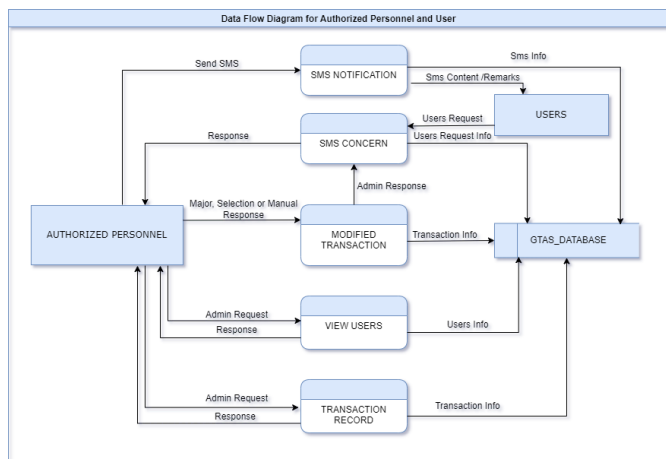 Data Flow Diagram for Authorized Personnel and User
Send SMS
SMS NOTIFICATION
Sms Info
Sms Content /Remarks
USERS
Users Request
Response
SMS CONCERN
Users Request Info
Admin Response
AUTHORIZED PERSONNEL
Major, Selection or Manual
Response
MODIFIED
TRANSACTION
Transaction Info
GTAS_DATABASE
Admin Request
Response
VIEW USERS
Users Info
Admin Request
Response
TRANSACTION
RECORD
Transaction Info